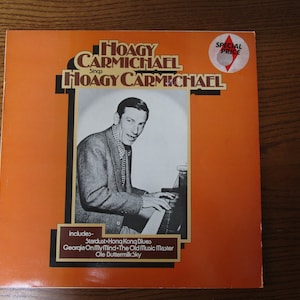 HOAGY
CARMICHAEL
Sings
HOAGY CARMICHAEL
SPECIAL
PRICE
Includes-
Stardust•Hong Kong Blues
Georgia On My Mind•The Old Music Master
Ole Buttermilk Sky